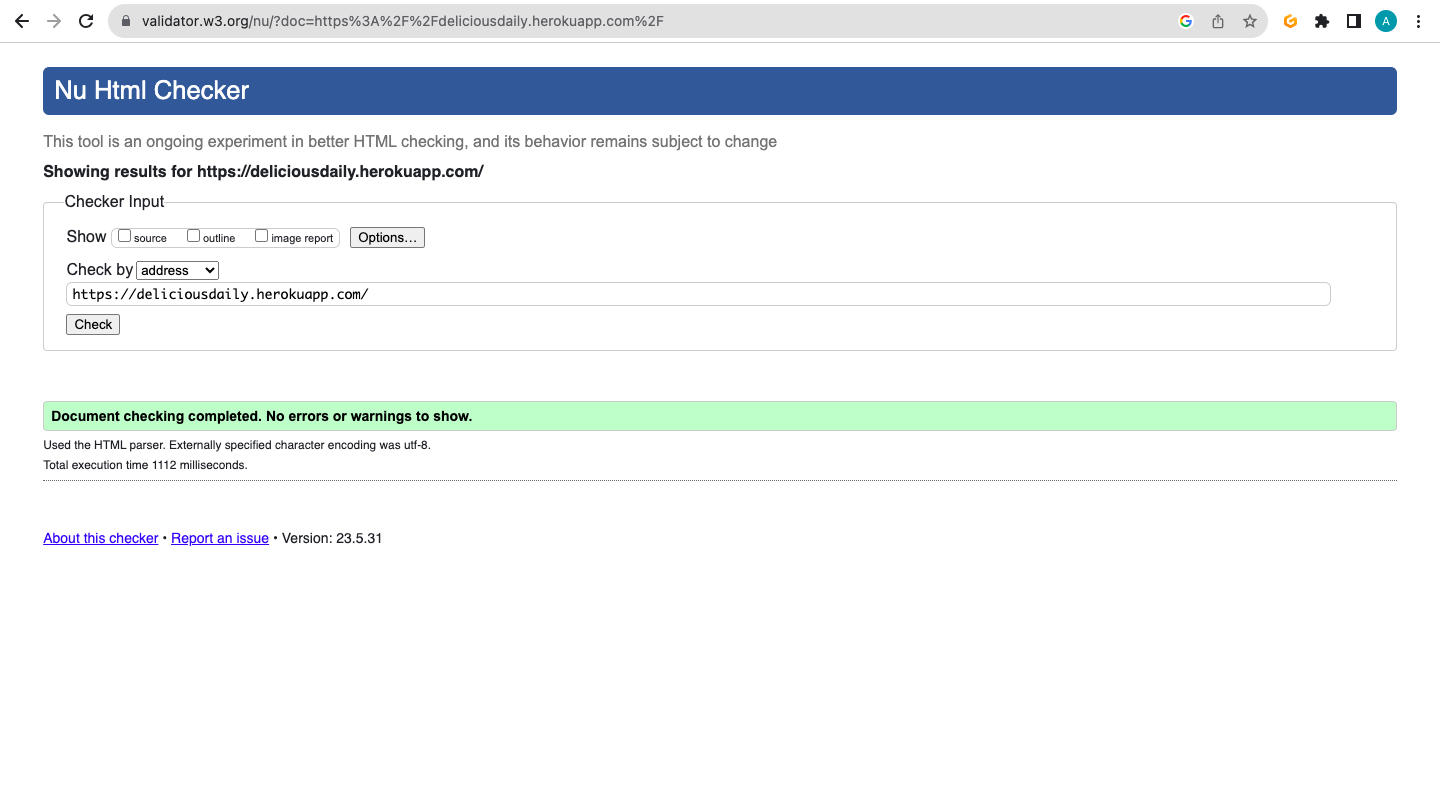 validator.w3.org/nu/?doc=https%3A%2F%2Fdeliciousdaily.herokuapp.com%2F
A
Nu Html Checker
This tool is an ongoing experiment in better HTML checking, and its behavior remains subject to change
Showing results for https://deliciousdaily.herokuapp.com/
Checker Input
Show source outline image report Options...
Check by address
https://deliciousdaily.herokuapp.com/
Check
Document checking completed. No errors or warnings to show.
Used the HTML parser. Externally specified character encoding was utf-8.
Total execution time 1112 milliseconds.
About this checker • Report an issue • Version: 23.5.31